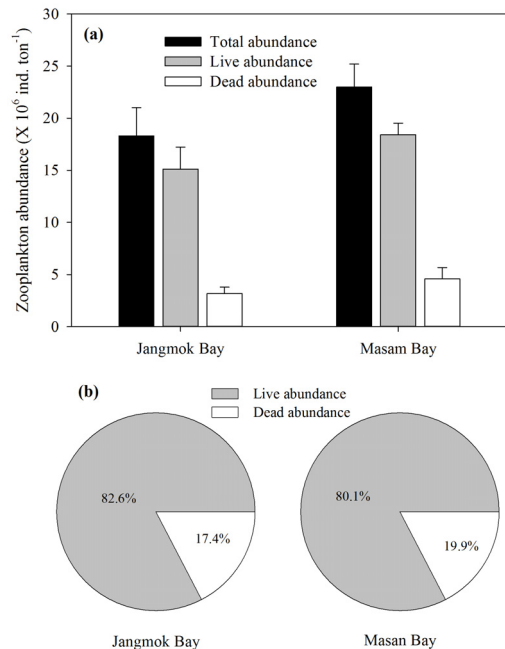 (a)
Total abundance
Live abundance
Dead abundance
Zooplankton abundance (X 10⁶ ind. ton⁻¹)
30
25
20
15
10
5
0
Jangmok Bay Masam Bay
(b)
Live abundance
Dead abundance
82.6%
17.4%
80.1%
19.9%
Jangmok Bay Masan Bay